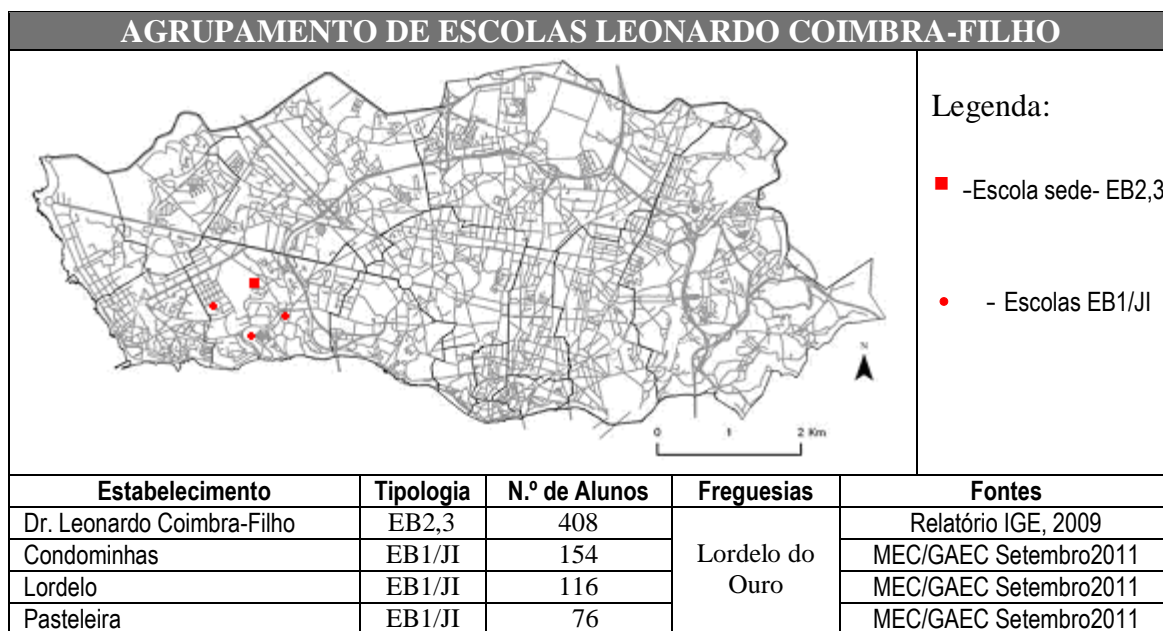 AGRUPAMENTO DE ESCOLAS LEONARDO COIMBRA-FILHO
Legenda:
-Escola sede- EB2,3
- Escolas EB1/JI
N
0 1 2 Km
Estabelecimento Tipologia N.º de Alunos Freguesias Fontes
Dr. Leonardo Coimbra-Filho EB2,3 408 Lordelo do Ouro Relatório IGE, 2009
Condominhas EB1/JI 154 MEC/GAEC Setembro2011
Lordelo EB1/JI 116 MEC/GAEC Setembro2011
Pasteleira EB1/JI 76 MEC/GAEC Setembro2011